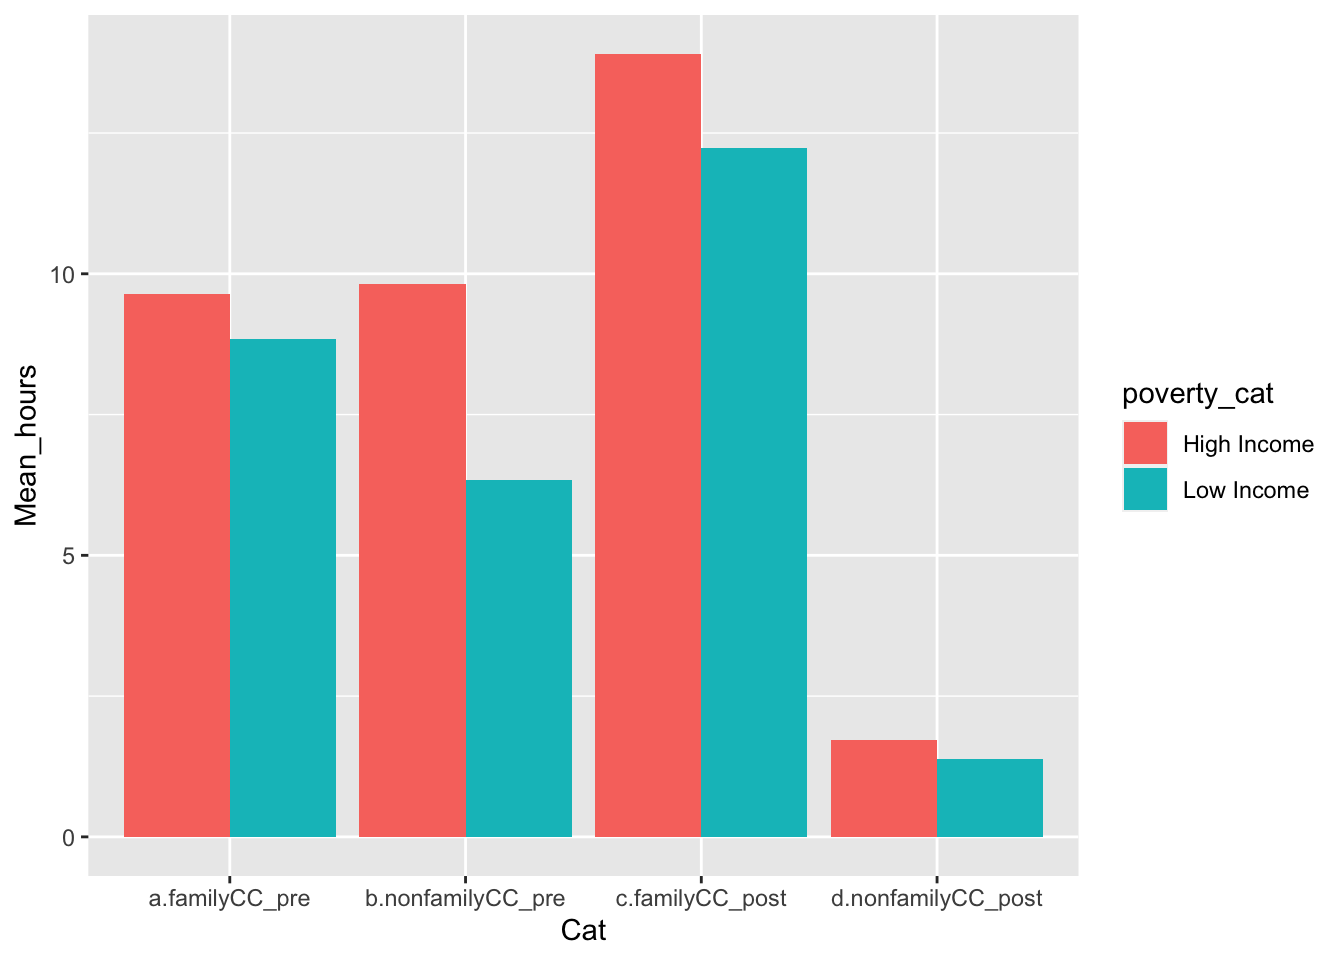 Mean_hours
10
5
0
a.familyCC_pre
b.nonfamilyCC_pre
c.familyCC_post
d.nonfamilyCC_post
Cat
poverty_cat
High Income
Low Income